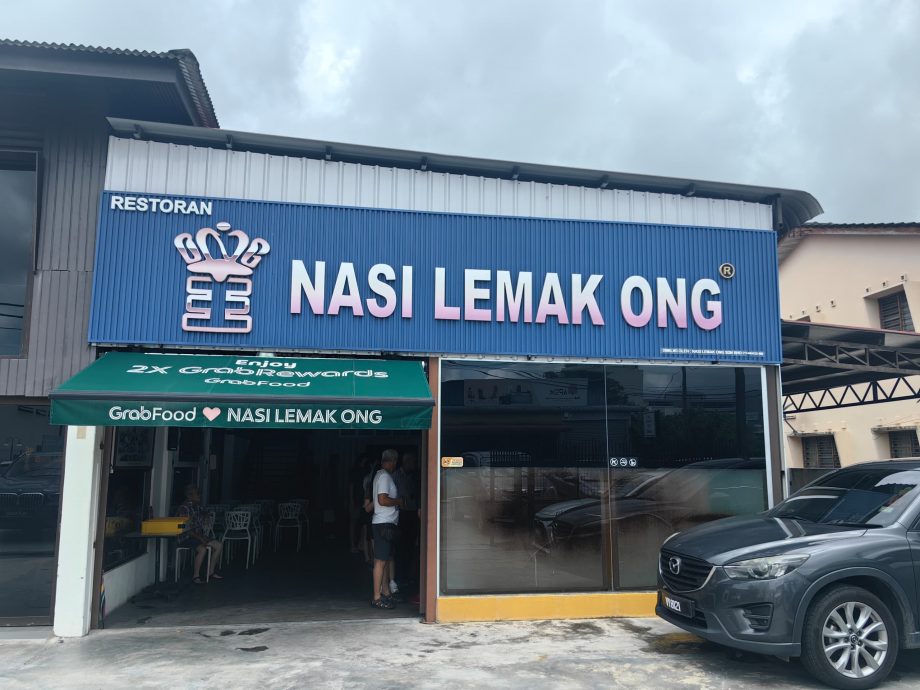 RESTORAN
NASI LEMAK ONG ®
Enjoy
2X GrabRewards
GrabFood
GrabFood ♥ NASI LEMAK ONG